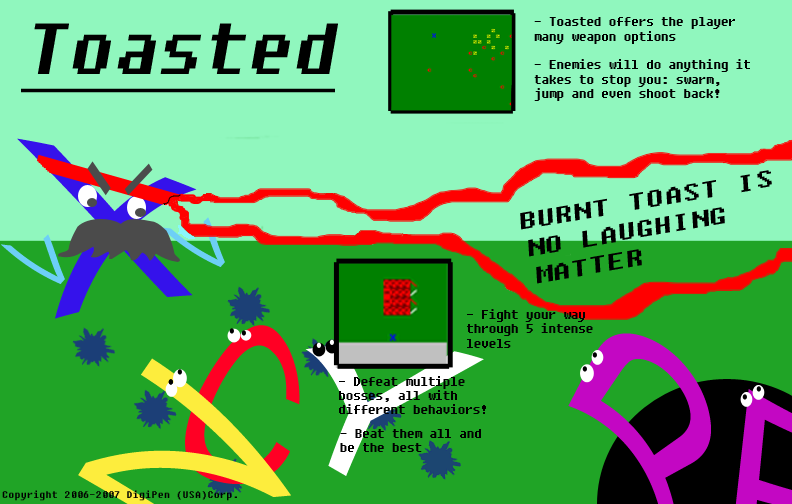 Toasted
- Toasted offers the player
many weapon options
- Enemies will do anything it
takes to stop you: swarm,
jump and even shoot back!
BURNT TOAST IS
NO LAUGHING
MATTER
- Fight your way
through 5 intense
levels
- Defeat multiple
bosses, all with
different behaviors!
- Beat them all and
be the best
Copyright 2006-2007 DigiPen (USA)Corp.